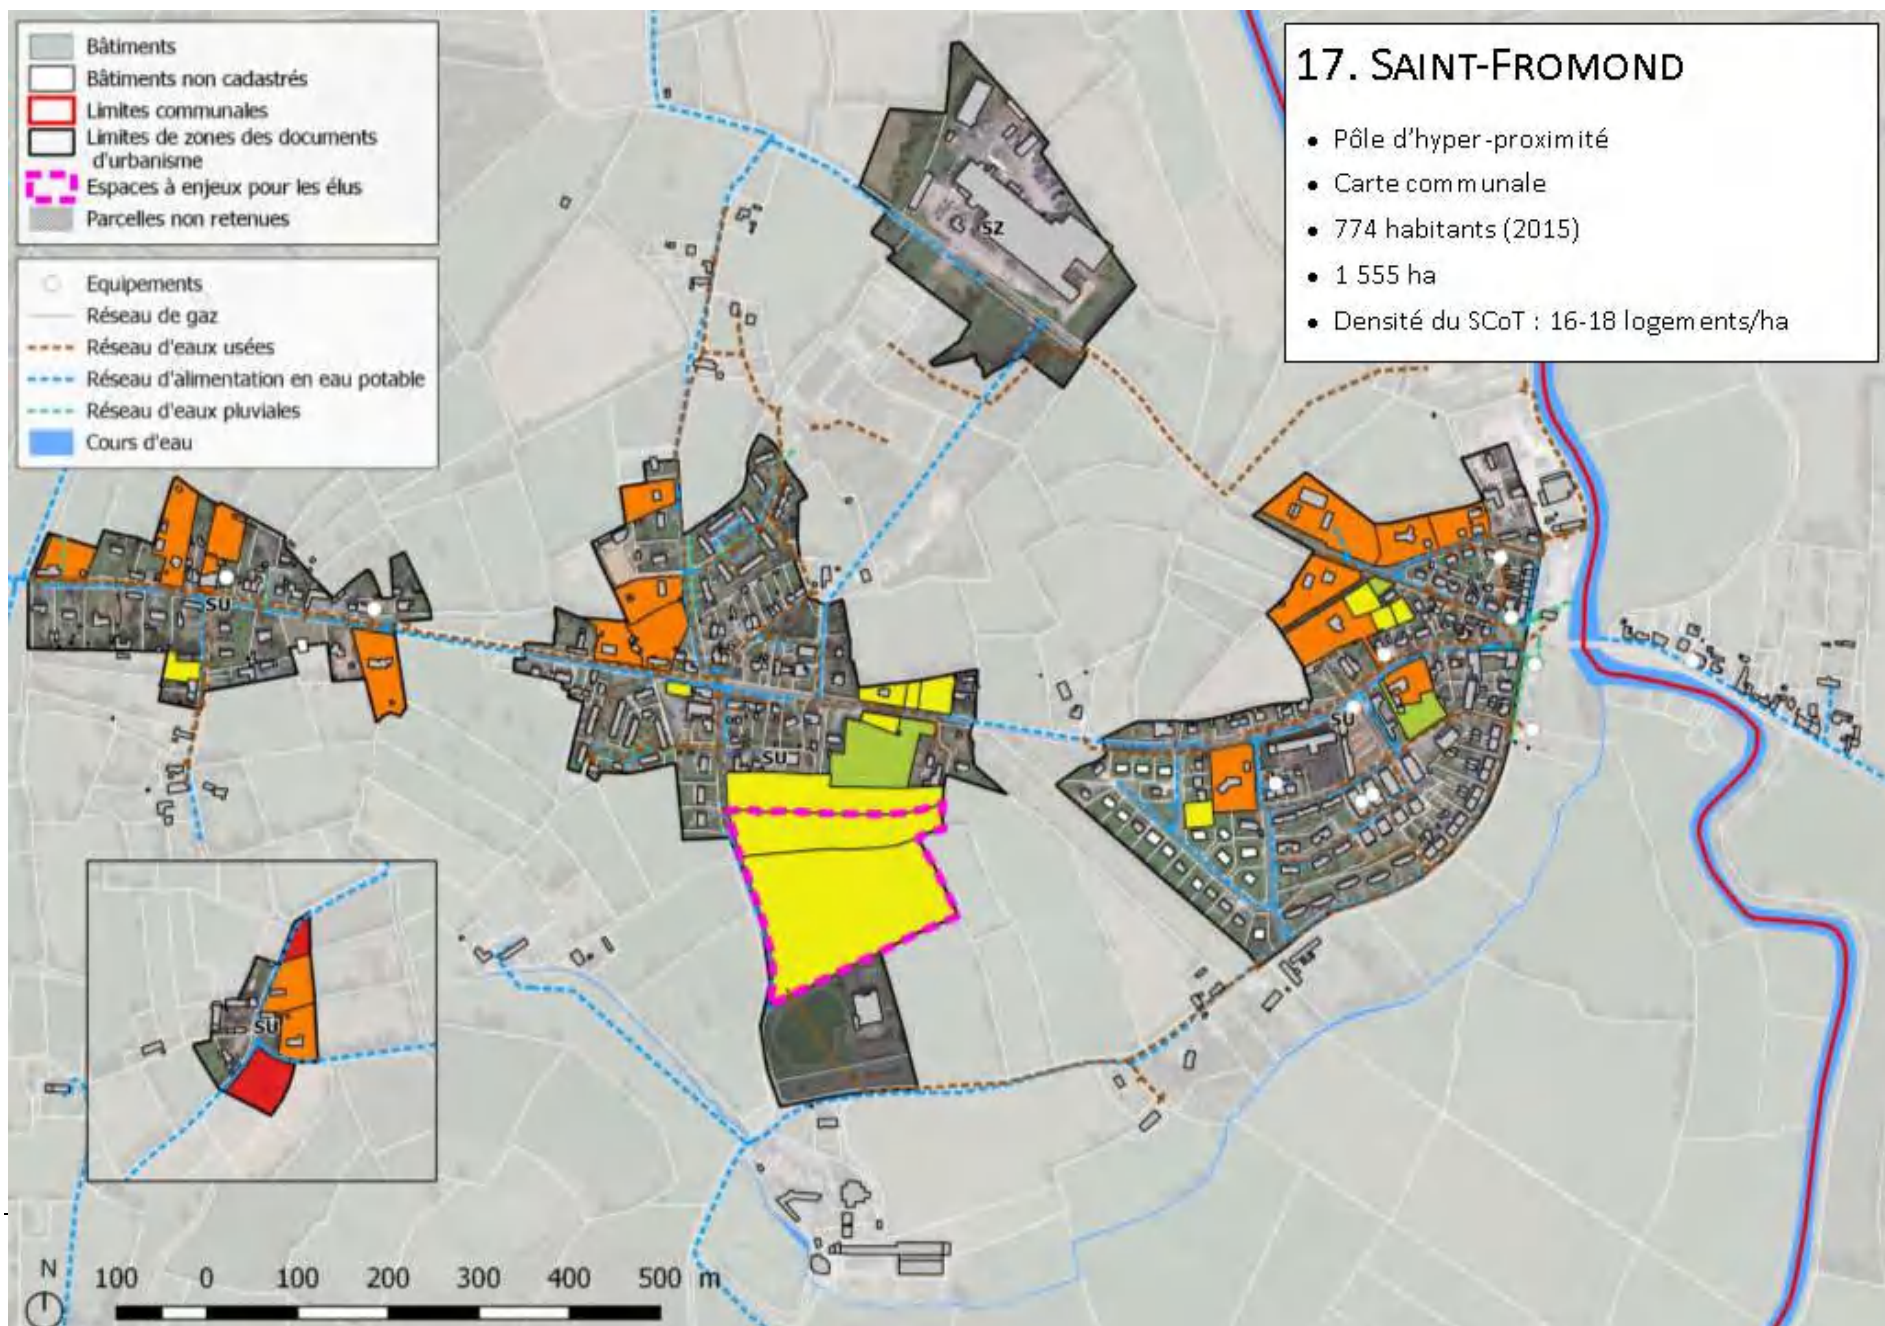 Bâtiments
Bâtiments non cadastrés
Limites communales
Limites de zones des documents
d'urbanisme
Espaces à enjeux pour les élus
Parcelles non retenues
Equipements
Réseau de gaz
Réseau d'eaux usées
Réseau d'alimentation en eau potable
Réseau d'eaux pluviales
Cours d'eau
17. SAINT-FROMOND
• Pôle d'hyper-proximité
• Carte communale
• 774 habitants (2015)
• 1 555 ha
• Densité du SCoT : 16-18 logements/ha
SZ
SU
SU
SU
SU
N
100 0 100 200 300 400 500 m